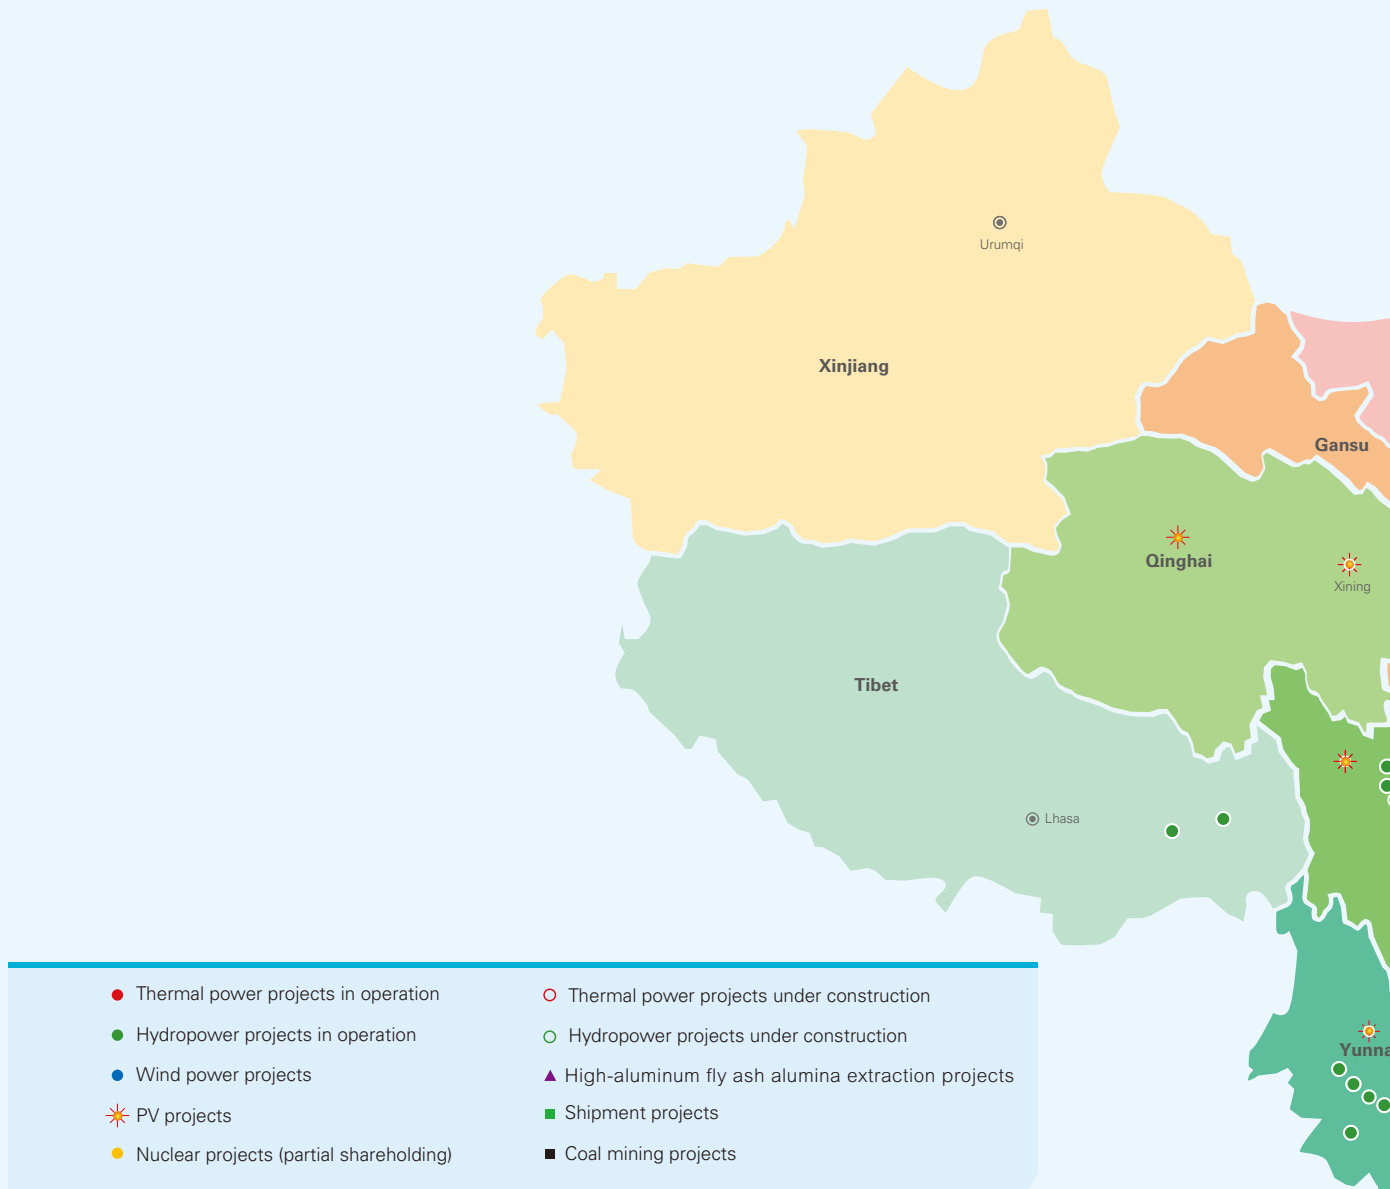 Urumqi
Xinjiang
Gansu
Qinghai
Xining
Tibet
Lhasa
Yunna
Thermal power projects in operation
Thermal power projects under construction
Hydropower projects in operation
Hydropower projects under construction
Wind power projects
High-aluminum fly ash alumina extraction projects
PV projects
Shipment projects
Nuclear projects (partial shareholding)
Coal mining projects